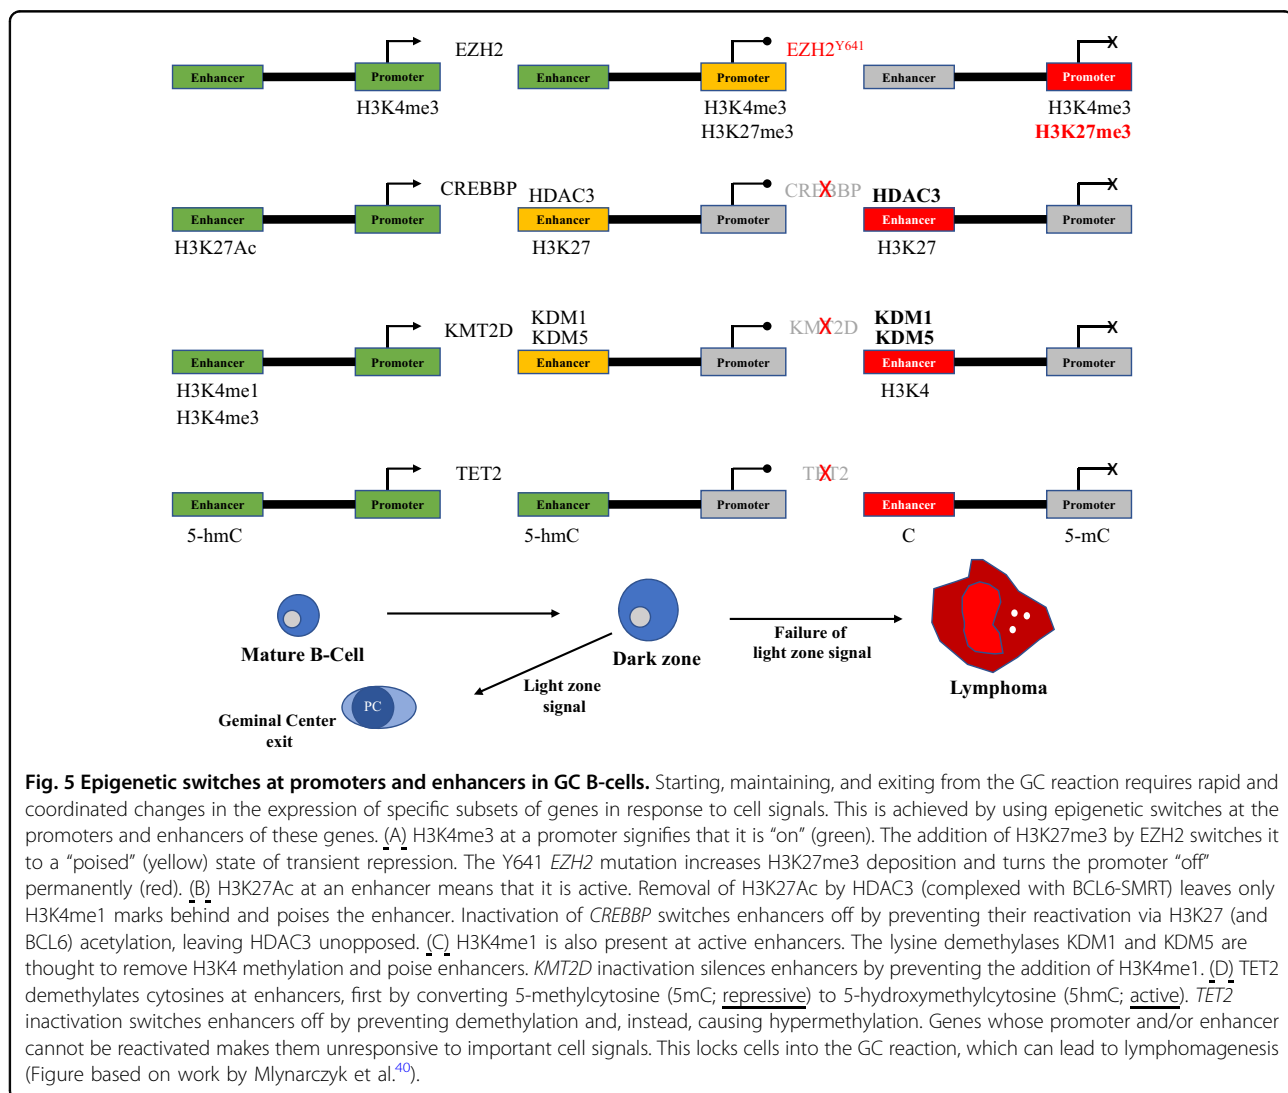 EZH2
EZH2Y641
Enhancer Promoter Enhancer Promoter Enhancer Promoter
H3K4me3 H3K4me3 H3K4me3
H3K27me3 H3K27me3
CREBBP HDAC3 CREBBP HDAC3
Enhancer Promoter Enhancer Promoter Enhancer Promoter
H3K27Ac H3K27 H3K27
KDM1 KDM1
KMT2D KDM5 KMT2D KDM5
Enhancer Promoter Enhancer Promoter Enhancer Promoter
H3K4me1 H3K4
H3K4me3
TET2 TET2
Enhancer Promoter Enhancer Promoter Enhancer Promoter
5-hmC 5-hmC C 5-mC
Mature B-Cell
Dark zone
Failure of
light zone signal
Lymphoma
Light zone
signal
PC
Geminal Center
exit
Fig. 5 Epigenetic switches at promoters and enhancers in GC B-cells. Starting, maintaining, and exiting from the GC reaction requires rapid and
coordinated changes in the expression of specific subsets of genes in response to cell signals. This is achieved by using epigenetic switches at the
promoters and enhancers of these genes. (A) H3K4me3 at a promoter signifies that it is “on” (green). The addition of H3K27me3 by EZH2 switches it
to a “poised” (yellow) state of transient repression. The Y641 EZH2 mutation increases H3K27me3 deposition and turns the promoter “off”
permanently (red). (B) H3K27Ac at an enhancer means that it is active. Removal of H3K27Ac by HDAC3 (complexed with BCL6-SMRT) leaves only
H3K4me1 marks behind and poises the enhancer. Inactivation of CREBBP switches enhancers off by preventing their reactivation via H3K27 (and
BCL6) acetylation, leaving HDAC3 unopposed. (C) H3K4me1 is also present at active enhancers. The lysine demethylases KDM1 and KDM5 are
thought to remove H3K4 methylation and poise enhancers. KMT2D inactivation silences enhancers by preventing the addition of H3K4me1. (D) TET2
demethylates cytosines at enhancers, first by converting 5-methylcytosine (5mC; repressive) to 5-hydroxymethylcytosine (5hmC; active). TET2
inactivation switches enhancers off by preventing demethylation and, instead, causing hypermethylation. Genes whose promoter and/or enhancer
cannot be reactivated makes them unresponsive to important cell signals. This locks cells into the GC reaction, which can lead to lymphomagenesis
(Figure based on work by Mlynarczyk et al.40).